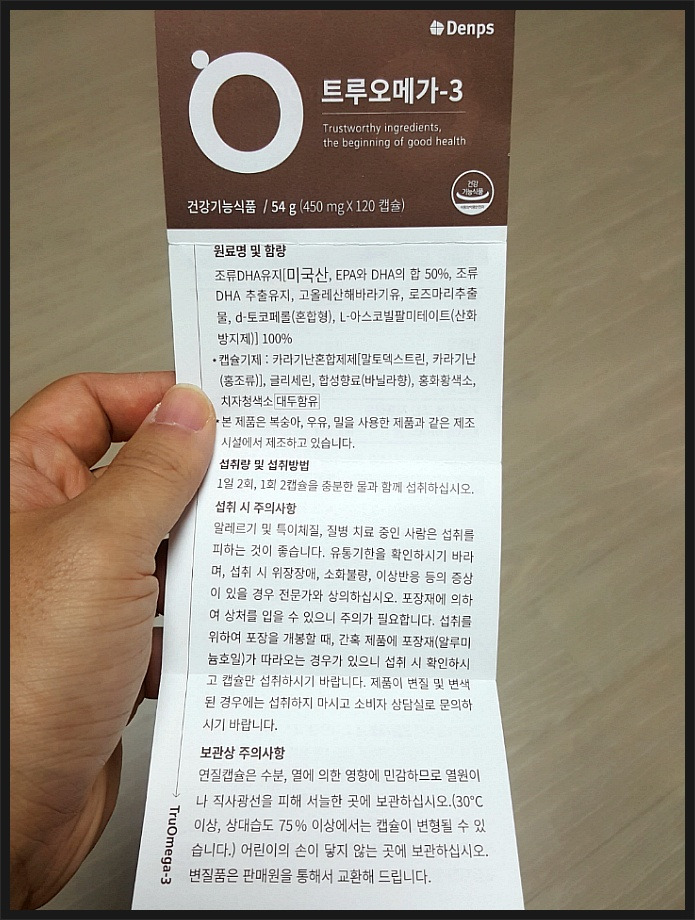 Denps
트루오메가-3
Trustworthy ingredients,
the beginning of good health
건강
기능식품
건강기능식품 / 54 g (450 mg X 120 캡슐)
원료명 및 함량
조류DHA유지[미국산, EPA와 DHA의 합 50%, 조류
DHA 추출유지, 고올레산해바라기유, 로즈마리추출
물, d-토코페롤(혼합형), L-아스코빌팔미테이트(산화
방지제)] 100%
• 캡슐기제 : 카라기난혼합제제[말토덱스트린, 카라기난
(홍조류)], 글리세린, 합성향료(바닐라향), 홍화황색소,
치자청색소 대두함유
• 본 제품은 복숭아, 우유, 밀을 사용한 제품과 같은 제조
시설에서 제조하고 있습니다.
섭취량 및 섭취방법
1일 2회, 1회 2캡슐을 충분한 물과 함께 섭취하십시오.
섭취 시 주의사항
알레르기 및 특이체질, 질병 치료 중인 사람은 섭취를
피하는 것이 좋습니다. 유통기한을 확인하시기 바라
며, 섭취 시 위장장애, 소화불량, 이상반응 등의 증상
이 있을 경우 전문가와 상의하십시오. 포장재에 의하
여 상처를 입을 수 있으니 주의가 필요합니다. 섭취를
위하여 포장을 개봉할 때, 간혹 제품에 포장재(알루미
늄호일)가 따라오는 경우가 있으니 섭취 시 확인하시
고 캡슐만 섭취하시기 바랍니다. 제품이 변질 및 변색
된 경우에는 섭취하지 마시고 소비자 상담실로 문의하
시기 바랍니다.
보관상 주의사항
연질캡슐은 수분, 열에 의한 영향에 민감하므로 열원이
나 직사광선을 피해 서늘한 곳에 보관하십시오.(30°C
이상, 상대습도 75% 이상에서는 캡슐이 변형될 수 있
습니다.) 어린이의 손이 닿지 않는 곳에 보관하십시오.
변질품은 판매원을 통해서 교환해 드립니다.
TruOmega-3